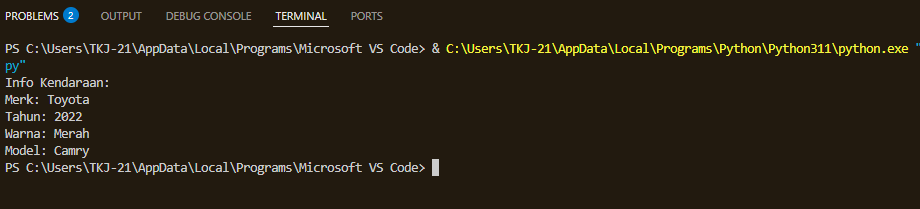 PROBLEMS 2 OUTPUT DEBUG CONSOLE TERMINAL PORTS
PS C:\Users\TKJ-21\AppData\Local\Programs\Microsoft VS Code> & C:\Users\TKJ-21\AppData\Local\Programs\Python\Python311\python.exe "
py"
Info Kendaraan:
Merk: Toyota
Tahun: 2022
Warna: Merah
Model: Camry
PS C:\Users\TKJ-21\AppData\Local\Programs\Microsoft VS Code>